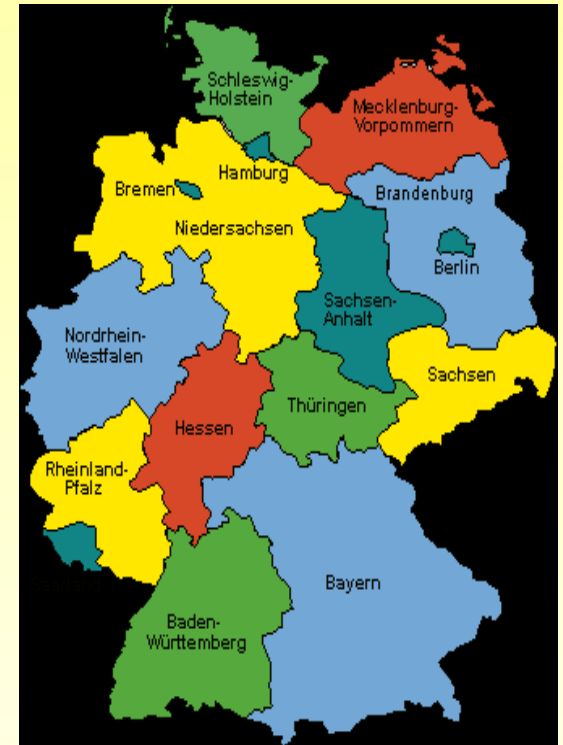 Schleswig-
Holstein
Mecklenburg-
Vorpommern
Hamburg
Bremen
Brandenburg
Niedersachsen
Berlin
Sachsen-
Anhalt
Nordrhein-
Westfalen
Sachsen
Thüringen
Hessen
Rheinland-
Pfalz
Saarland
Bayern
Baden-
Württemberg